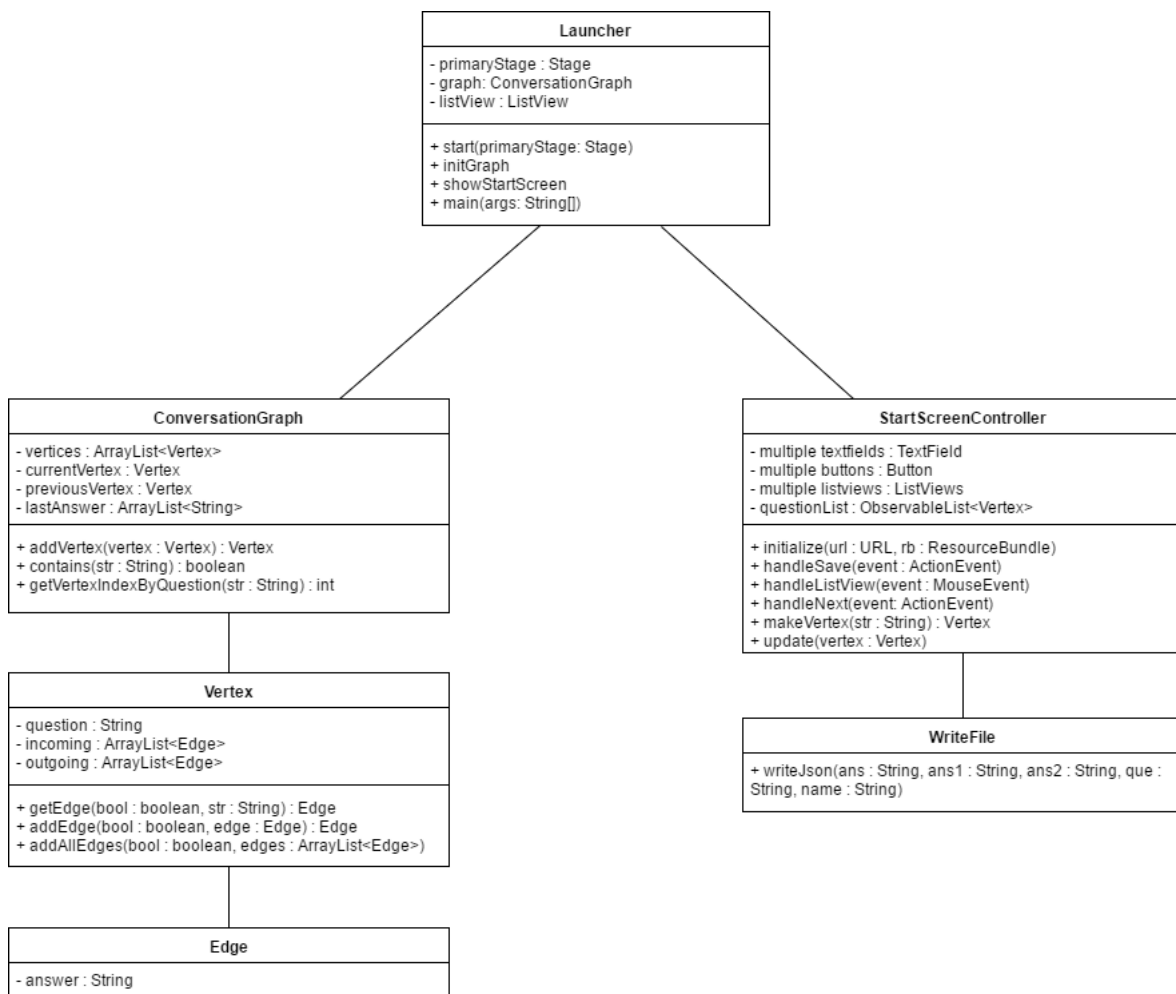 Launcher
- primaryStage : Stage
- graph: ConversationGraph
- listView : ListView
+ start(primaryStage: Stage)
+ initGraph
+ showStartScreen
+ main(args: String[])
ConversationGraph
- vertices : ArrayList<Vertex>
- currentVertex : Vertex
- previousVertex : Vertex
- lastAnswer : ArrayList<String>
+ addVertex(vertex : Vertex) : Vertex
+ contains(str : String) : boolean
+ getVertexIndexByQuestion(str : String) : int
StartScreenController
- multiple textfields : TextField
- multiple buttons : Button
- multiple listviews : ListViews
- questionList : ObservableList<Vertex>
+ initialize(url : URL, rb : ResourceBundle)
+ handleSave(event : ActionEvent)
+ handleListView(event : MouseEvent)
+ handleNext(event: ActionEvent)
+ makeVertex(str : String) : Vertex
+ update(vertex : Vertex)
Vertex
- question : String
- incoming : ArrayList<Edge>
- outgoing : ArrayList<Edge>
+ getEdge(bool : boolean, str : String) : Edge
+ addEdge(bool : boolean, edge : Edge) : Edge
+ addAllEdges(bool : boolean, edges : ArrayList<Edge>)
WriteFile
+ writeJson(ans : String, ans1 : String, ans2 : String, que :
String, name : String)
Edge
- answer : String